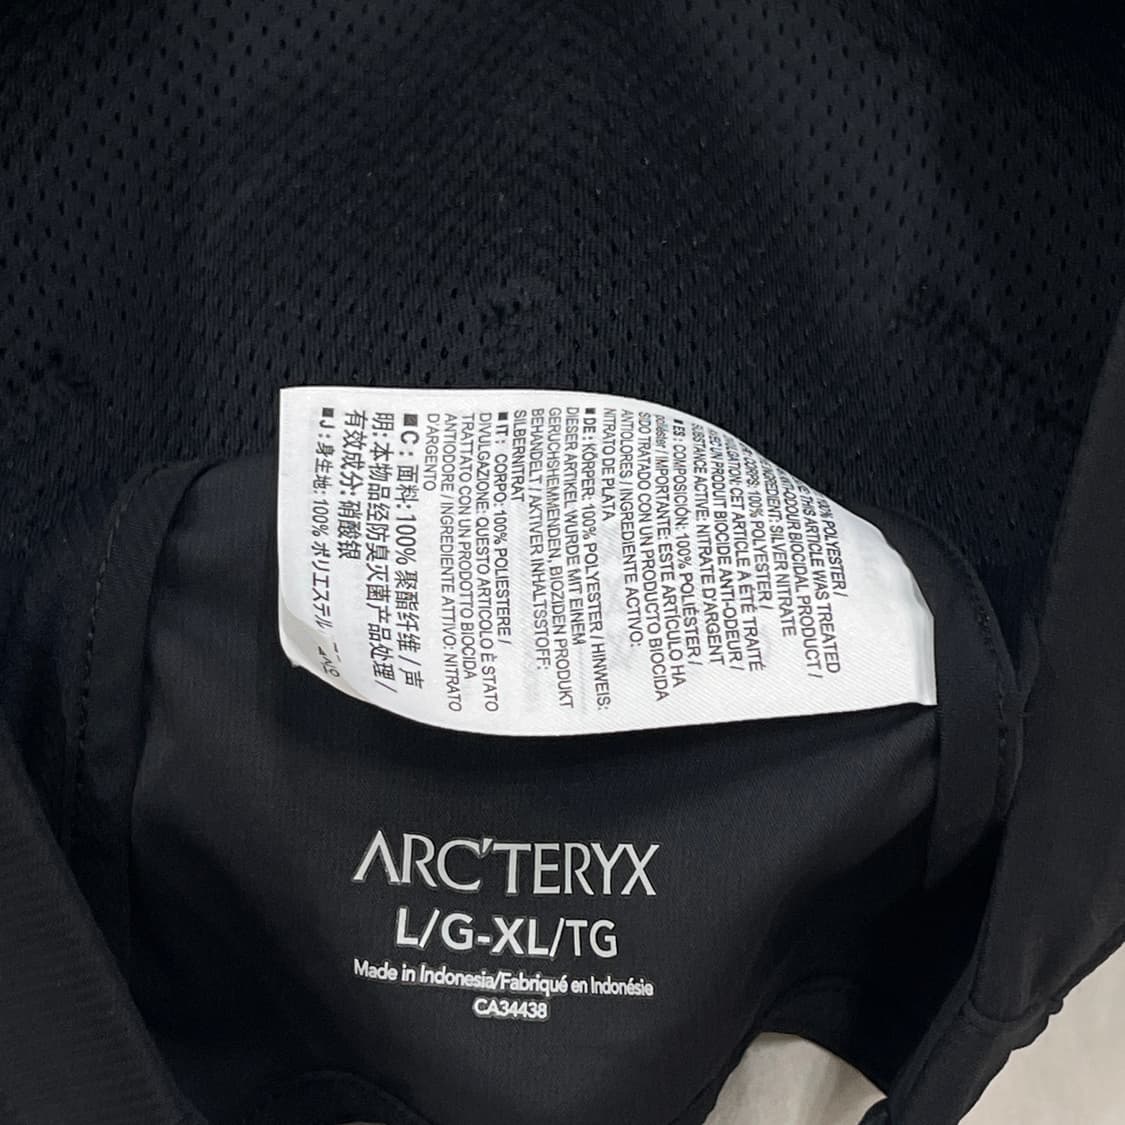 POLYESTER /
THIS ARTICLE WAS TREATED
BIOCIDAL PRODUCT /
INGREDIENT: SILVER NITRATE
CORPS: 100% POLYESTER /
CET ARTICLE A ÉTÉ TRAITÉ
AVEC UN PRODUIT BIOCIDE ANTI-ODEUR /
SUBSTANCE ACTIVE: NITRATE D'ARGENT
■ ES : COMPOSICIÓN: 100% POLIÉSTER /
poliéster / IMPORTANTE: ESTE ARTÍCULO HA
SIDO TRATADO CON UN PRODUCTO BIOCIDA
ANTIOLORES / INGREDIENTE ACTIVO:
NITRATO DE PLATA
■ DE : KÖRPER: 100% POLYESTER / HINWEIS:
DIESER ARTIKEL WURDE MIT EINEM
GERUCHSHEMMENDEN, BIOZIDEN PRODUKT
BEHANDELT / AKTIVER INHALTSSTOFF:
SILBERNITRAT
■ IT : CORPO: 100% POLIESTERE /
DIVULGAZIONE: QUESTO ARTICOLO È STATO
TRATTATO CON UN PRODOTTO BIOCIDA
ANTIODORE / INGREDIENTE ATTIVO: NITRATO
D'ARGENTO
■ C : 面料: 100% 聚酯纤维 / 声
明: 本物品经防臭灭菌产品处理 /
有效成分: 硝酸银
■ J : 身生地: 100% ポリエステル
ARC'TERYX
L/G-XL/TG
Made in Indonesia/Fabriqué en Indonésie
CA34438